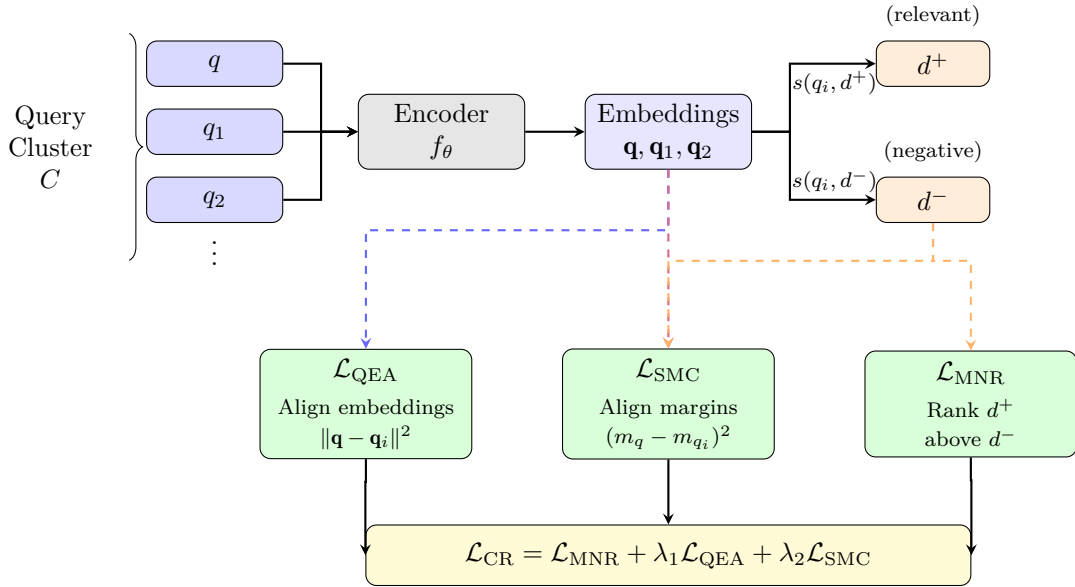 (relevant)
q
d⁺
s(qᵢ, d⁺)
Query
Cluster
C
q₁
Encoder
f_θ
Embeddings
𝐪, 𝐪₁, 𝐪₂
(negative)
s(qᵢ, d⁻)
q₂
d⁻
⋮
ℒ_QEA
Align embeddings
‖𝐪 − 𝐪ᵢ‖²
ℒ_SMC
Align margins
(m_q − m_{qᵢ})²
ℒ_MNR
Rank d⁺
above d⁻
ℒ_CR = ℒ_MNR + λ₁ℒ_QEA + λ₂ℒ_SMC